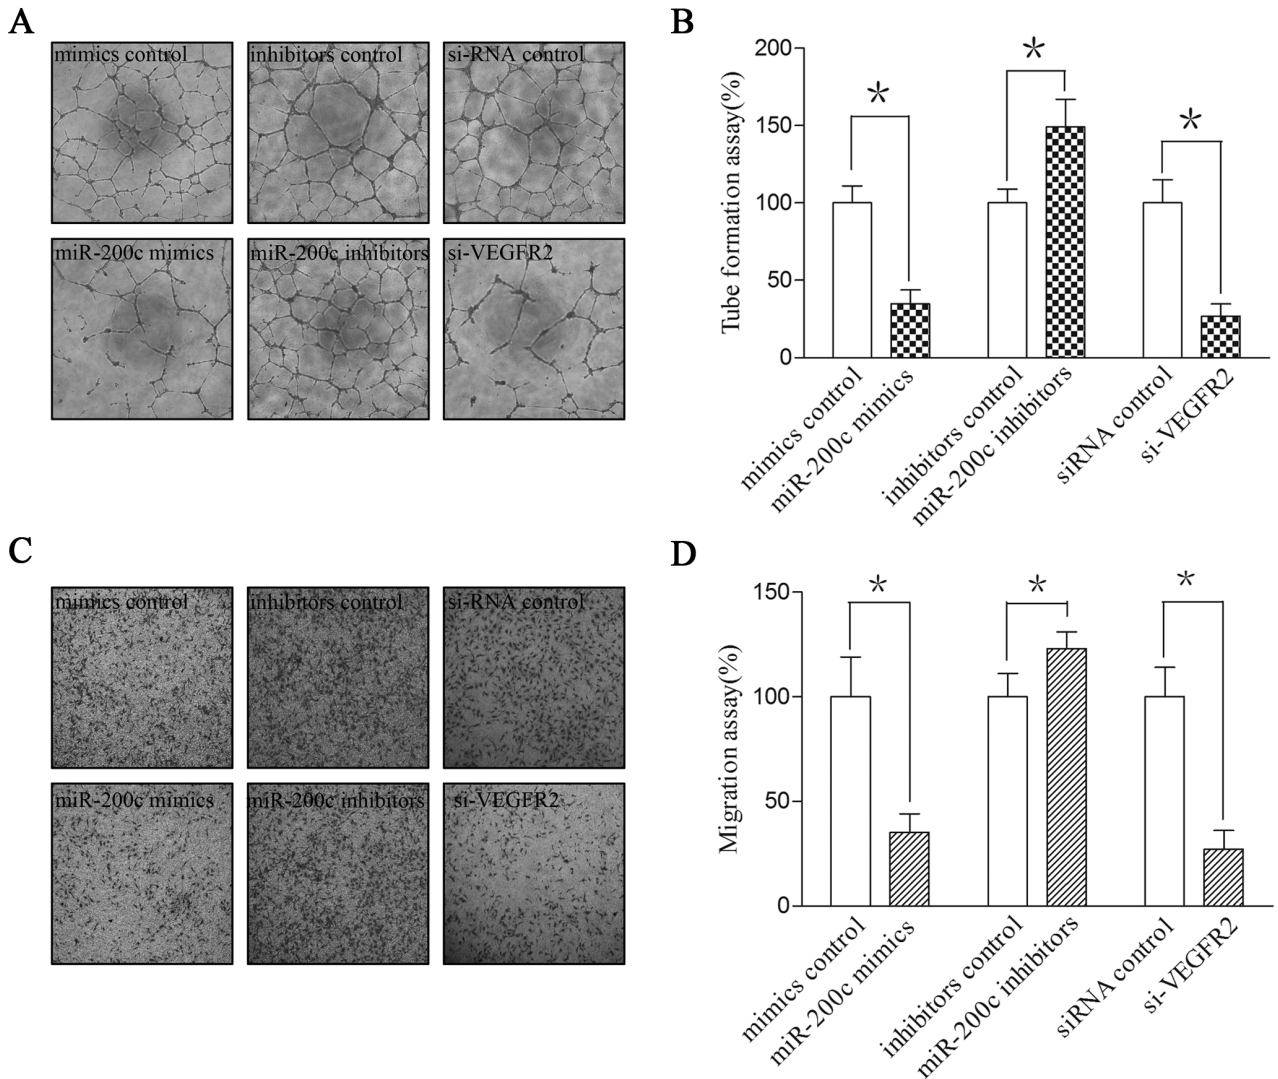 A
mimics control
inhibitors control
si-RNA control
miR-200c mimics
miR-200c inhibitors
si-VEGFR2
B
Tube formation assay(%)
200
150
100
50
0
*
*
*
mimics control
miR-200c mimics
inhibitors control
miR-200c inhibitors
siRNA control
si-VEGFR2
C
mimics control
inhibitors control
si-RNA control
miR-200c mimics
miR-200c inhibitors
si-VEGFR2
D
Migration assay(%)
150
100
50
0
*
*
*
mimics control
miR-200c mimics
inhibitors control
miR-200c inhibitors
siRNA control
si-VEGFR2